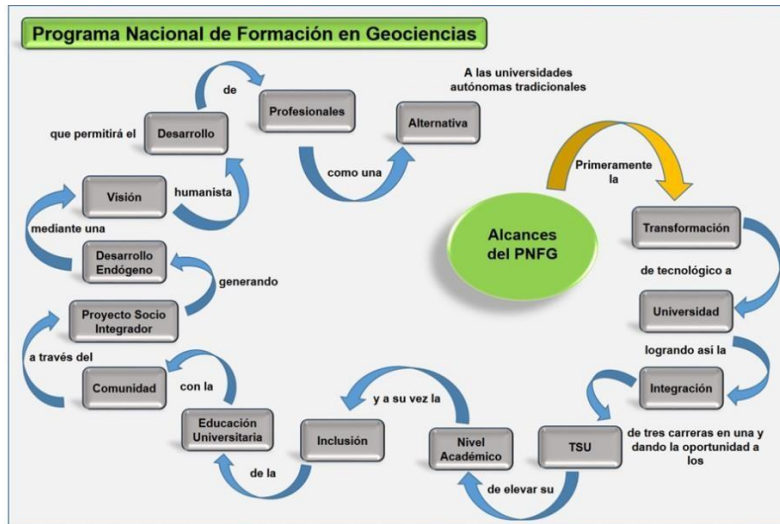 Programa Nacional de Formación en Geociencias
Alcances
del PNFG
Primeramente
la
Transformación
de tecnológico a
Universidad
logrando así la
Integración
de tres carreras en una y
dando la oportunidad a
los
TSU
de elevar su
Nivel
Académico
y a su vez la
Inclusión
de la
Educación
Universitaria
con la
Comunidad
a través del
Proyecto Socio
Integrador
generando
Desarrollo
Endógeno
mediante una
Visión
humanista
que permitirá el
Desarrollo
de
Profesionales
como una
Alternativa
A las universidades
autónomas tradicionales